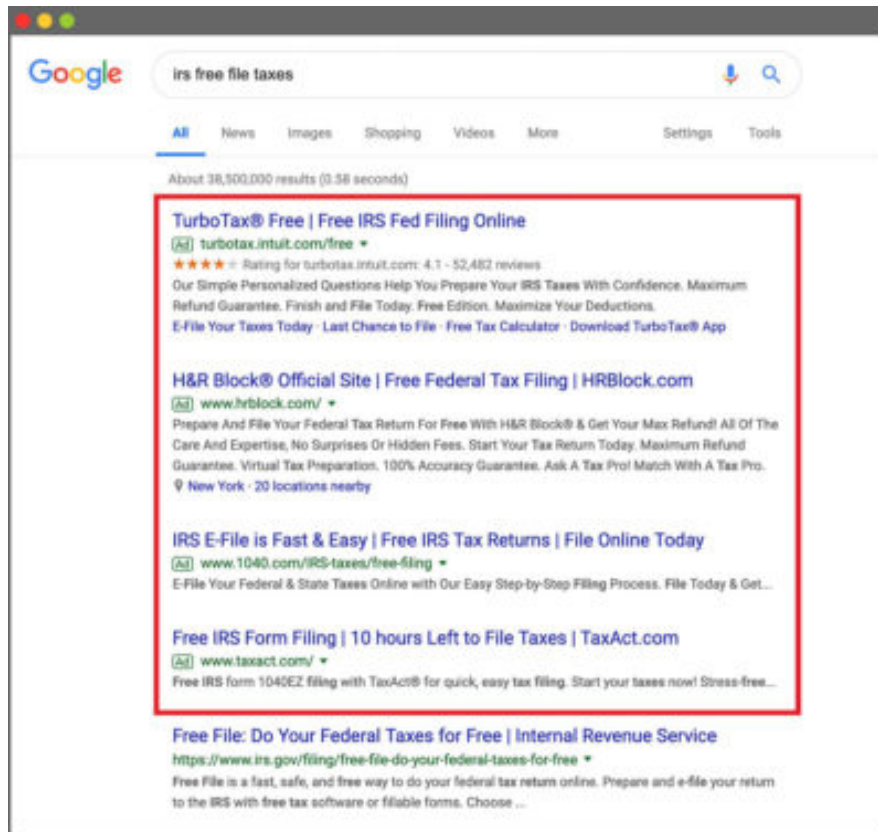 Google
irs free file taxes
All News Images Shopping Videos More Settings Tools
About 38,500,000 results (0.58 seconds)
TurboTax® Free | Free IRS Fed Filing Online
Ad turbotax.intuit.com/free
Rating for turbotax.intuit.com: 4.1 - 52,482 reviews
Our Simple Personalized Questions Help You Prepare Your IRS Taxes With Confidence. Maximum
Refund Guarantee. Finish and File Today. Free Edition. Maximize Your Deductions.
E-File Your Taxes Today · Last Chance to File · Free Tax Calculator · Download TurboTax® App
H&R Block® Official Site | Free Federal Tax Filing | HRBlock.com
Ad www.hrblock.com/
Prepare And File Your Federal Tax Return For Free With H&R Block® & Get Your Max Refund! All Of The
Care And Expertise, No Surprises Or Hidden Fees. Start Your Tax Return Today. Maximum Refund
Guarantee. Virtual Tax Preparation. 100% Accuracy Guarantee. Ask A Tax Pro! Match With A Tax Pro.
New York · 20 locations nearby
IRS E-File is Fast & Easy | Free IRS Tax Returns | File Online Today
Ad www.1040.com/IRS-taxes/free-filing
E-File Your Federal & State Taxes Online with Our Easy Step-by-Step Filing Process. File Today & Get...
Free IRS Form Filing | 10 hours Left to File Taxes | TaxAct.com
Ad www.taxact.com/
Free IRS form 1040EZ filing with TaxAct® for quick, easy tax filing. Start your taxes now! Stress-free...
Free File: Do Your Federal Taxes for Free | Internal Revenue Service
https://www.irs.gov/filing/free-file-do-your-federal-taxes-for-free
Free File is a fast, safe, and free way to do your federal tax return online. Prepare and e-file your return
to the IRS with free tax software or fillable forms. Choose ...